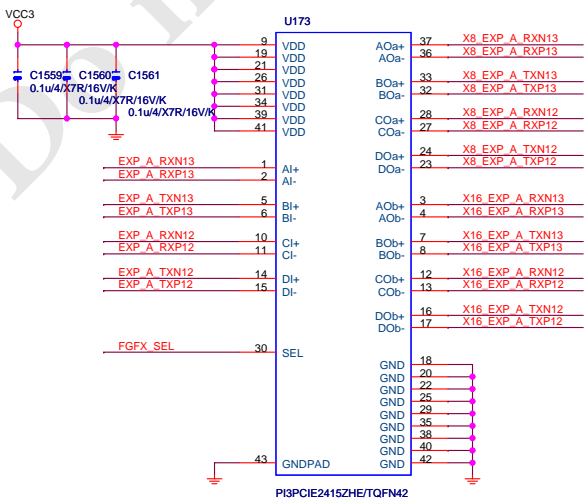 VCC3
U173
9 VDD
19 VDD
21 VDD
26 VDD
31 VDD
34 VDD
39 VDD
41 VDD
C1559
0.1u/4/X7R/16V/K
C1560
0.1u/4/X7R/16V/K
C1561
0.1u/4/X7R/16V/K
EXP_A_RXN13 1 AI+
EXP_A_RXP13 2 AI-
EXP_A_TXN13 5 BI+
EXP_A_TXP13 6 BI-
EXP_A_RXN12 10 CI+
EXP_A_RXP12 11 CI-
EXP_A_TXN12 14 DI+
EXP_A_TXP12 15 DI-
FGFX_SEL 30 SEL
43 GNDPAD
AOa+ 37 X8_EXP_A_RXN13
AOa- 36 X8_EXP_A_RXP13
BOa+ 33 X8_EXP_A_TXN13
BOa- 32 X8_EXP_A_TXP13
COa+ 28 X8_EXP_A_RXN12
COa- 27 X8_EXP_A_RXP12
DOa+ 24 X8_EXP_A_TXN12
DOa- 23 X8_EXP_A_TXP12
AOb+ 3 X16_EXP_A_RXN13
AOb- 4 X16_EXP_A_RXP13
BOb+ 7 X16_EXP_A_TXN13
BOb- 8 X16_EXP_A_TXP13
COb+ 12 X16_EXP_A_RXN12
COb- 13 X16_EXP_A_RXP12
DOb+ 16 X16_EXP_A_TXN12
DOb- 17 X16_EXP_A_TXP12
GND 18
GND 20
GND 22
GND 25
GND 29
GND 35
GND 38
GND 40
GND 42
PI3PCIE2415ZHE/TQFN42
Do